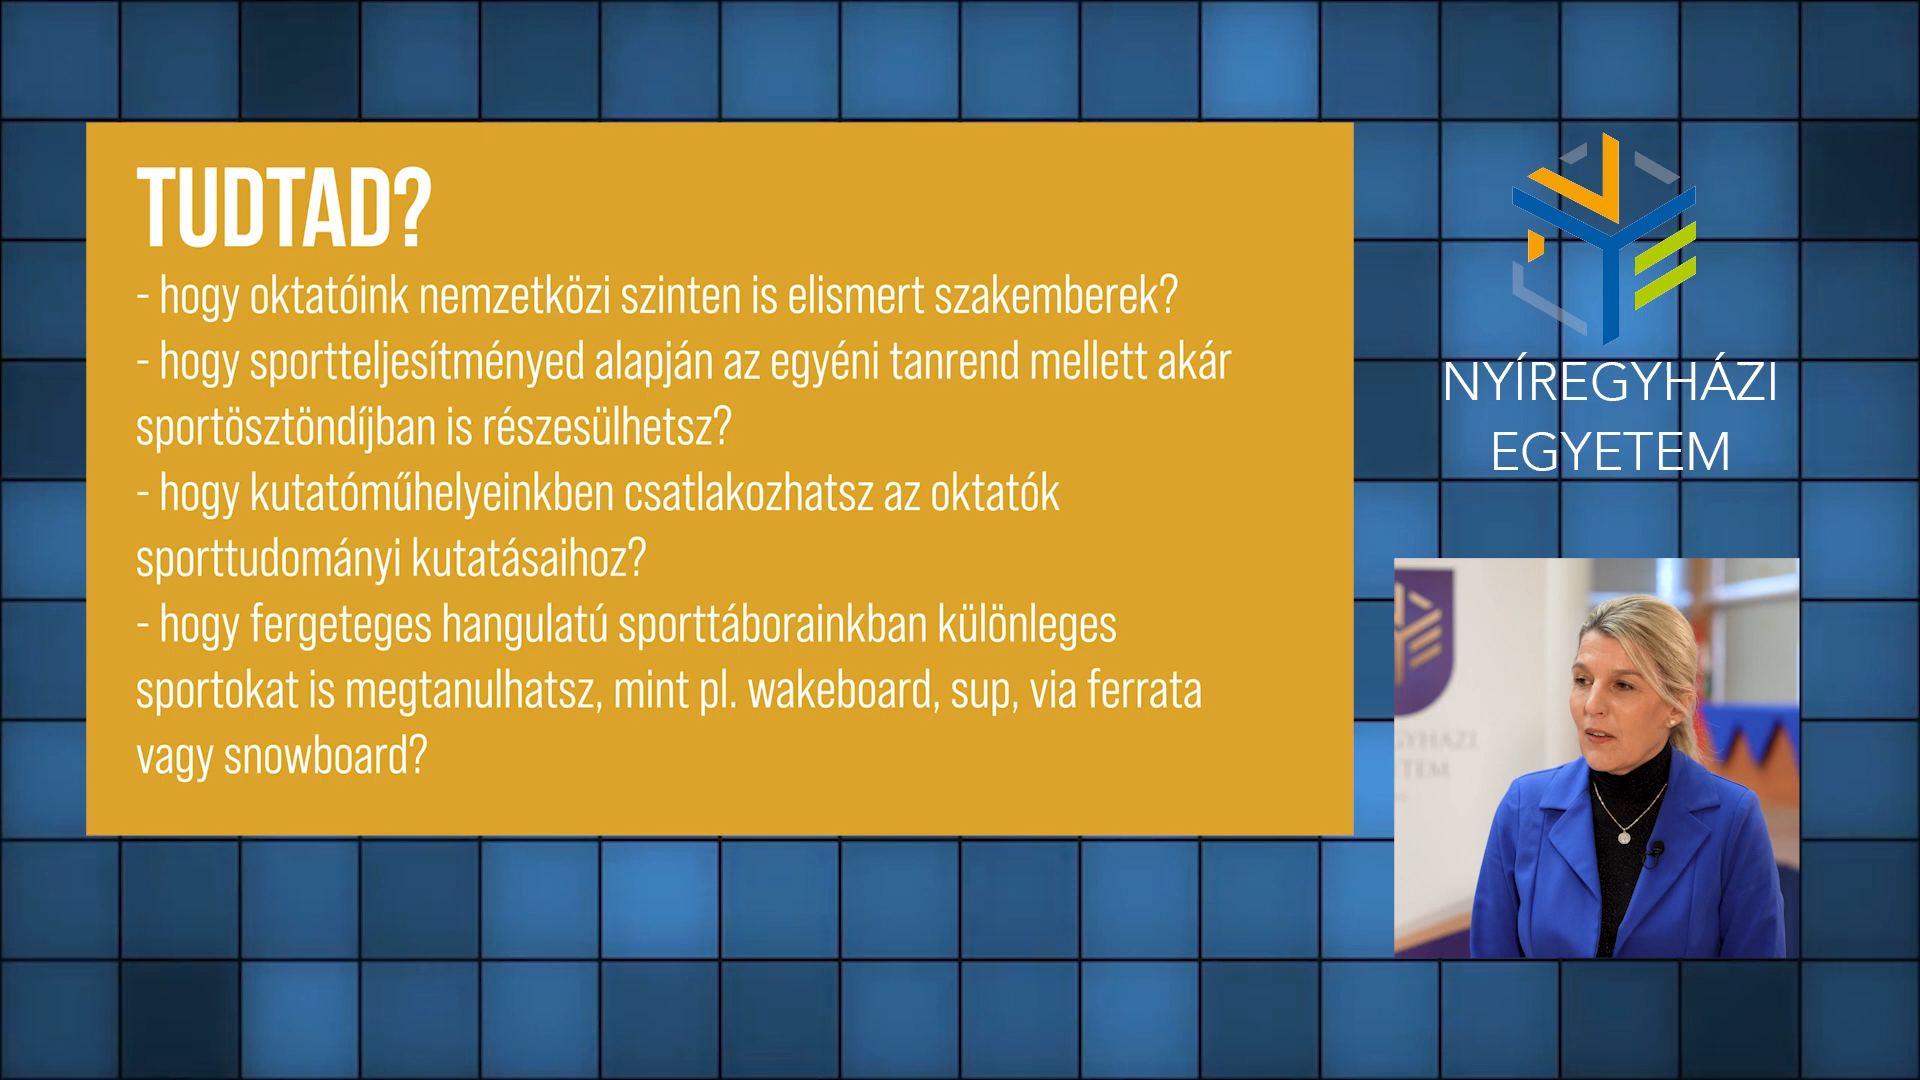 TUDTAD?
- hogy oktatóink nemzetközi szinten is elismert szakemberek?
- hogy sportteljesítményed alapján az egyéni tanrend mellett akár
sportösztöndíjban is részesülhetsz?
- hogy kutatóműhelyeinkben csatlakozhatsz az oktatók
sporttudományi kutatásaihoz?
- hogy fergeteges hangulatú sporttáborainkban különleges
sportokat is megtanulhatsz, mint pl. wakeboard, sup, via ferrata
vagy snowboard?
NYÍREGYHÁZI
EGYETEM